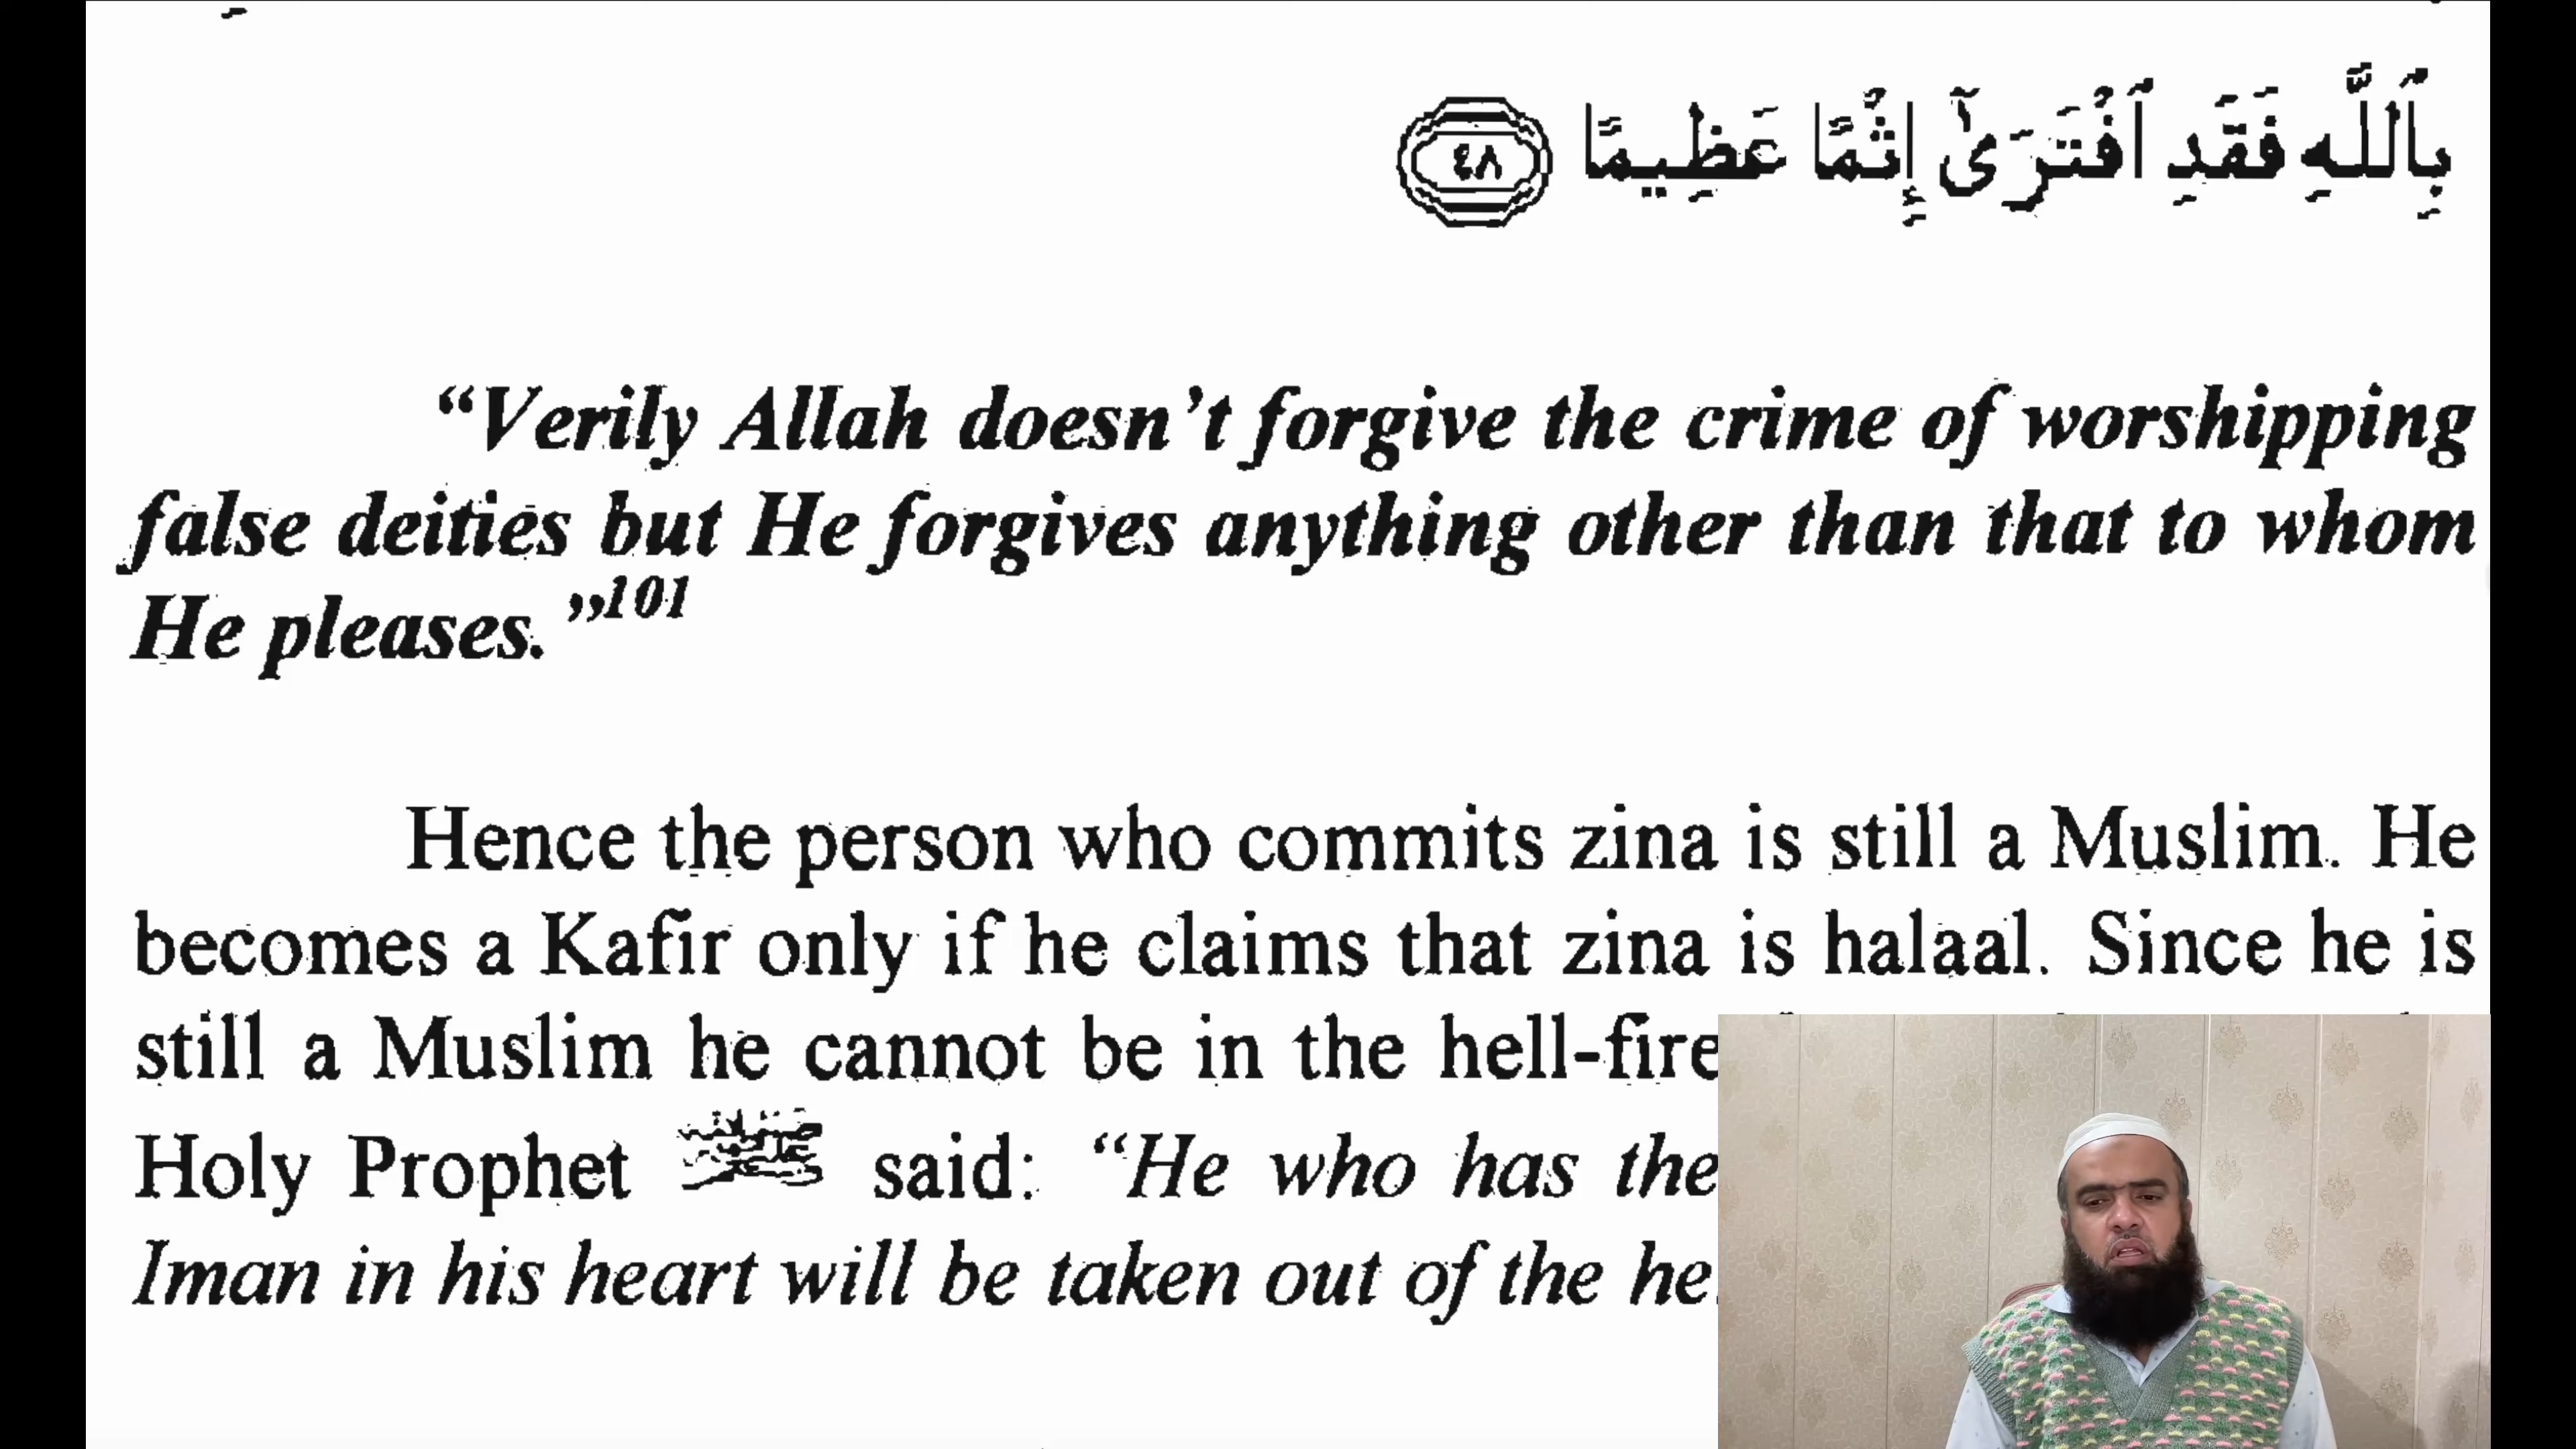 بِٱللَّهِ فَقَدِ ٱفْتَرَىٰٓ إِثْمًا عَظِيمًا ٤٨
“Verily Allah doesn’t forgive the crime of worshipping
false deities but He forgives anything other than that to whom
He pleases.”101
Hence the person who commits zina is still a Muslim. He
becomes a Kafir only if he claims that zina is halaal. Since he is
still a Muslim he cannot be in the hell-fire
Holy Prophet said: “He who has the
Iman in his heart will be taken out of the